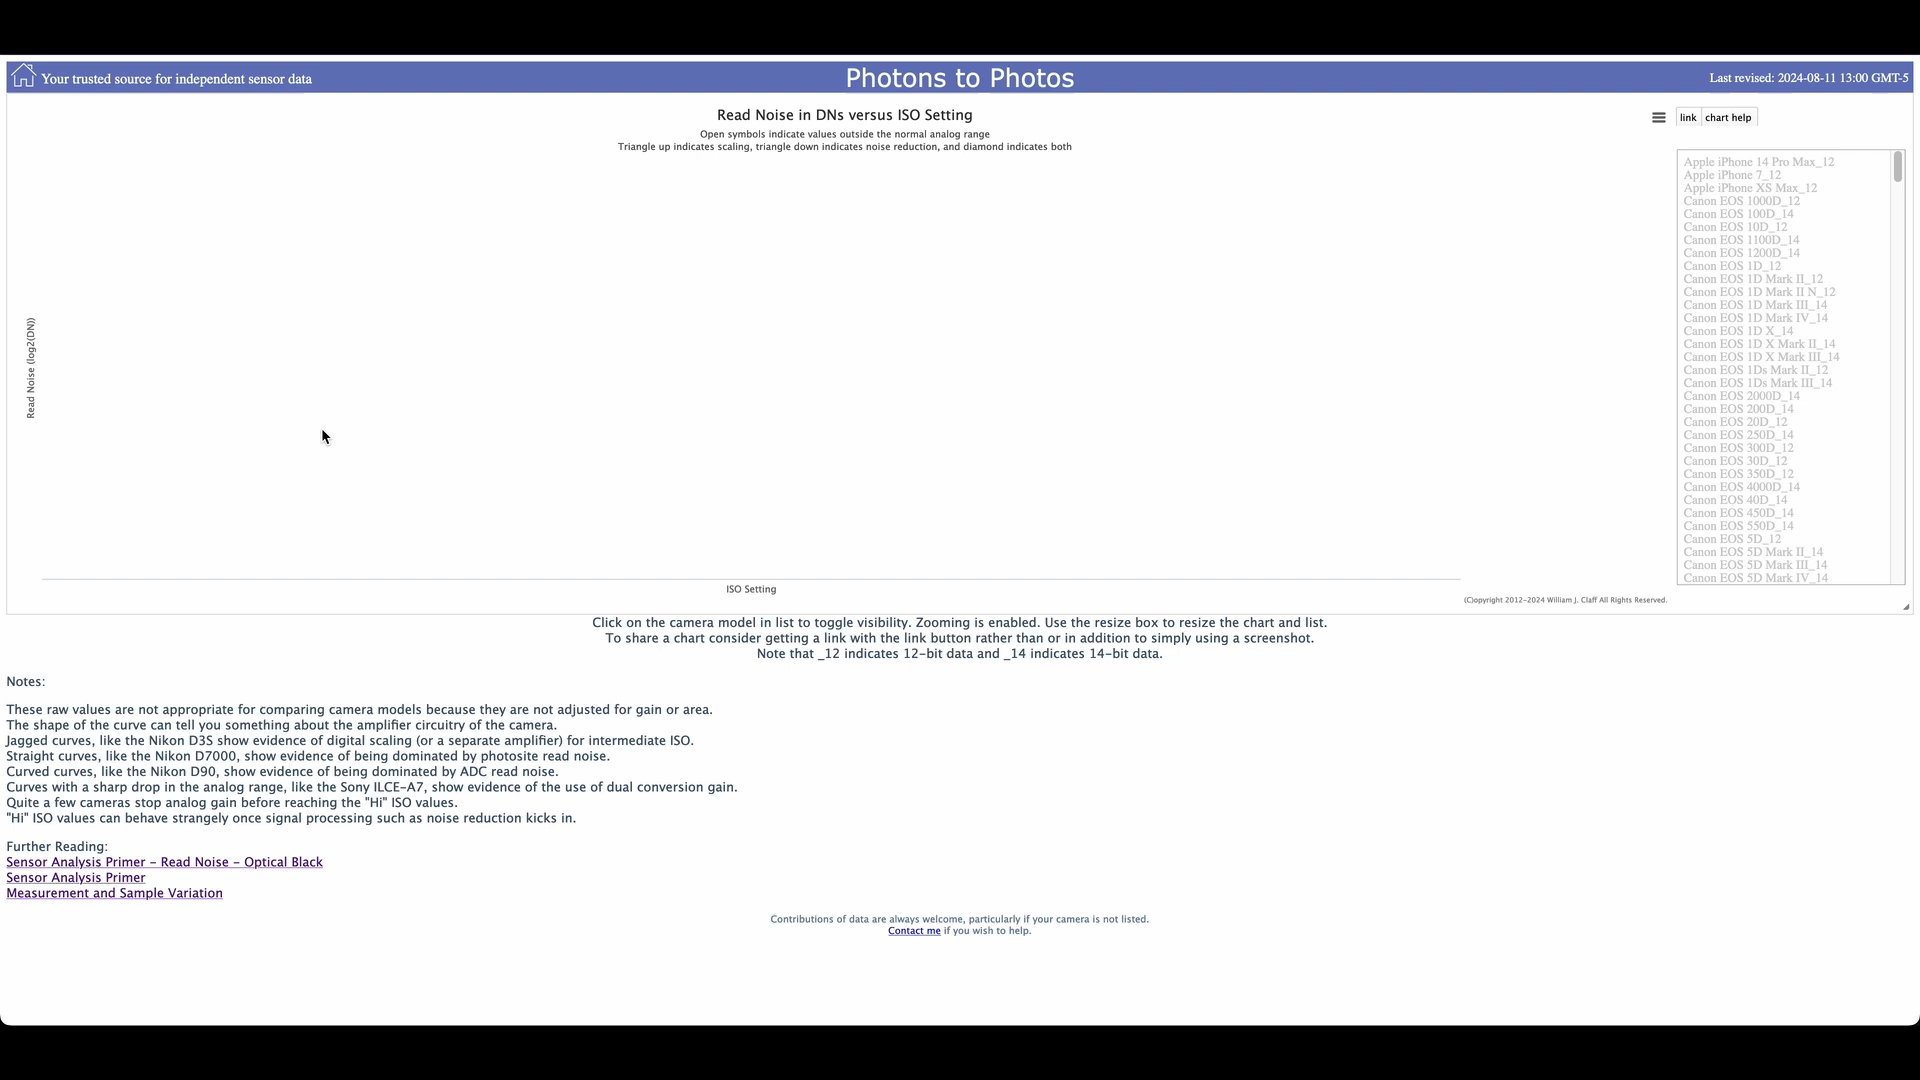 Your trusted source for independent sensor data
Photons to Photos
Last revised: 2024-08-11 13:00 GMT-5
Read Noise in DNs versus ISO Setting
Open symbols indicate values outside the normal analog range
Triangle up indicates scaling, triangle down indicates noise reduction, and diamond indicates both
link
chart help
Read Noise (log2(DN))
ISO Setting
Apple iPhone 14 Pro Max_12
Apple iPhone 7_12
Apple iPhone XS Max_12
Canon EOS 1000D_12
Canon EOS 100D_14
Canon EOS 10D_12
Canon EOS 1100D_14
Canon EOS 1200D_14
Canon EOS 1D_12
Canon EOS 1D Mark II_12
Canon EOS 1D Mark II N_12
Canon EOS 1D Mark III_14
Canon EOS 1D Mark IV_14
Canon EOS 1D X_14
Canon EOS 1D X Mark II_14
Canon EOS 1D X Mark III_14
Canon EOS 1Ds Mark II_12
Canon EOS 1Ds Mark III_14
Canon EOS 2000D_14
Canon EOS 200D_14
Canon EOS 20D_12
Canon EOS 250D_14
Canon EOS 300D_12
Canon EOS 30D_12
Canon EOS 350D_12
Canon EOS 4000D_14
Canon EOS 40D_14
Canon EOS 450D_14
Canon EOS 550D_14
Canon EOS 5D_12
Canon EOS 5D Mark II_14
Canon EOS 5D Mark III_14
Canon EOS 5D Mark IV_14
(C)opyright 2012-2024 William J. Claff All Rights Reserved.
Click on the camera model in list to toggle visibility. Zooming is enabled. Use the resize box to resize the chart and list.
To share a chart consider getting a link with the link button rather than or in addition to simply using a screenshot.
Note that _12 indicates 12-bit data and _14 indicates 14-bit data.
Notes:
These raw values are not appropriate for comparing camera models because they are not adjusted for gain or area.
The shape of the curve can tell you something about the amplifier circuitry of the camera.
Jagged curves, like the Nikon D3S show evidence of digital scaling (or a separate amplifier) for intermediate ISO.
Straight curves, like the Nikon D7000, show evidence of being dominated by photosite read noise.
Curved curves, like the Nikon D90, show evidence of being dominated by ADC read noise.
Curves with a sharp drop in the analog range, like the Sony ILCE-A7, show evidence of the use of dual conversion gain.
Quite a few cameras stop analog gain before reaching the "Hi" ISO values.
"Hi" ISO values can behave strangely once signal processing such as noise reduction kicks in.
Further Reading:
Sensor Analysis Primer - Read Noise - Optical Black
Sensor Analysis Primer
Measurement and Sample Variation
Contributions of data are always welcome, particularly if your camera is not listed.
Contact me if you wish to help.